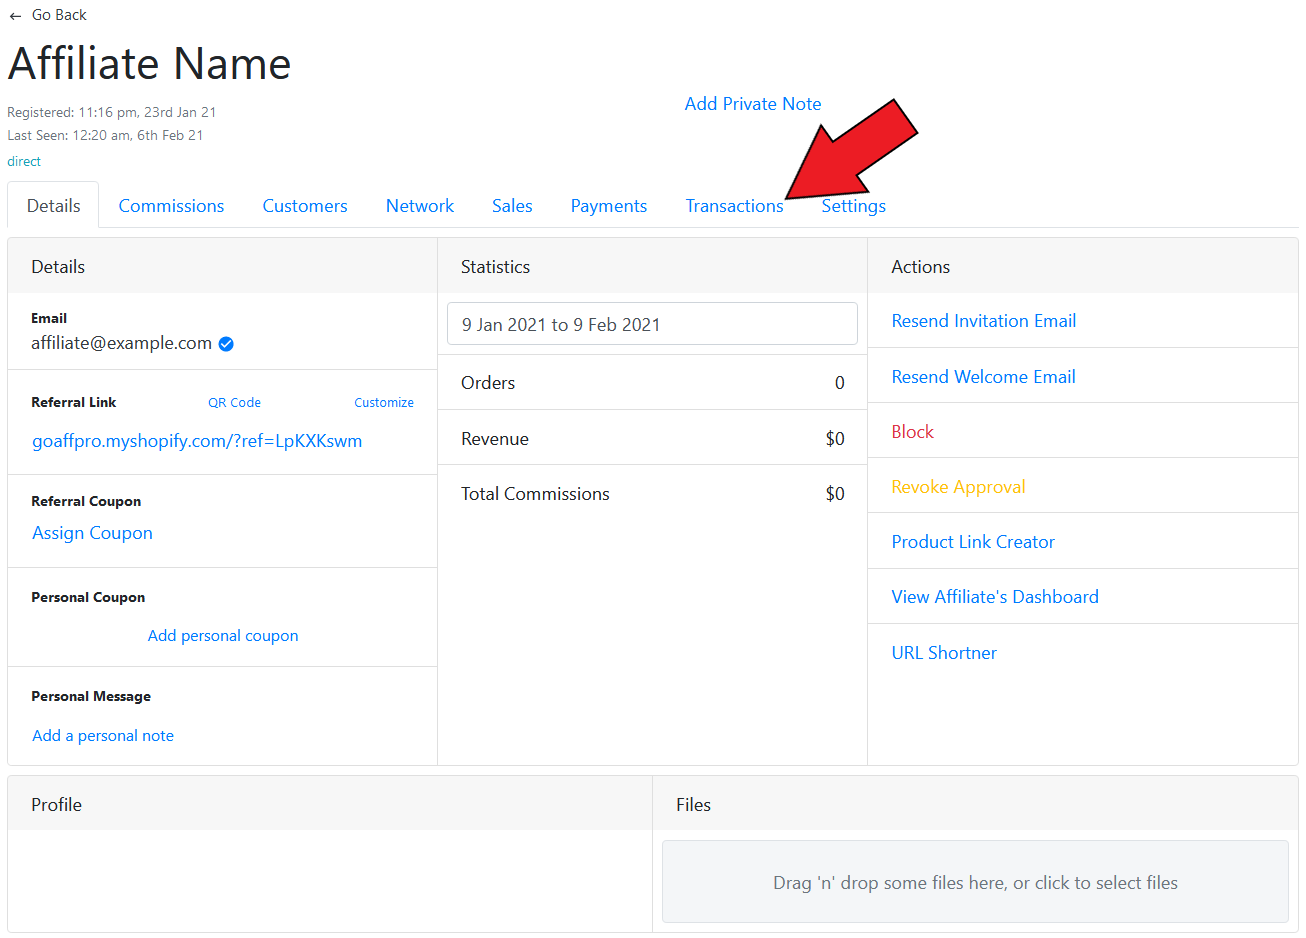 ← Go Back
Affiliate Name
Registered: 11:16 pm, 23rd Jan 21
Last Seen: 12:20 am, 6th Feb 21
direct
Add Private Note
Details Commissions Customers Network Sales Payments Transactions Settings
Details
Email
affiliate@example.com
Referral Link QR Code Customize
goaffpro.myshopify.com/?ref=LpKXKswm
Referral Coupon
Assign Coupon
Personal Coupon
Add personal coupon
Personal Message
Add a personal note
Statistics
9 Jan 2021 to 9 Feb 2021
Orders 0
Revenue $0
Total Commissions $0
Actions
Resend Invitation Email
Resend Welcome Email
Block
Revoke Approval
Product Link Creator
View Affiliate's Dashboard
URL Shortner
Profile
Files
Drag 'n' drop some files here, or click to select files